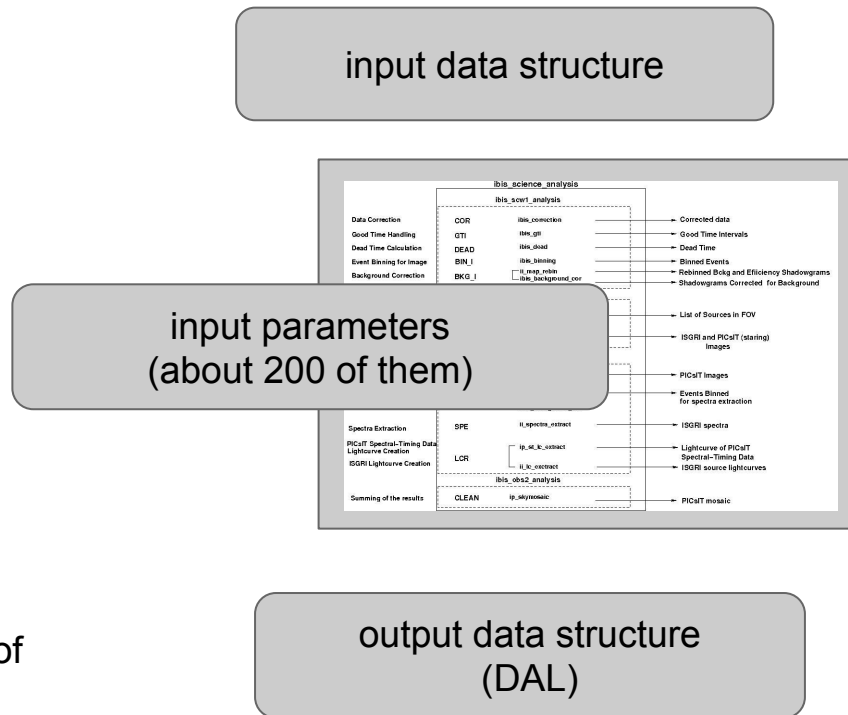 input data structure
ibis_science_analysis
ibis_scw1_analysis
Data Correction COR ibis_correction Corrected data
Good Time Handling GTI ibis_gti Good Time Intervals
Dead Time Calculation DEAD ibis_dead Dead Time
Event Binning for Image BIN_I ibis_binning Binned Events
Background Correction BKG_I ii_map_rebin Rebinned Bckg and Efiiciency Shadowgrams
ibis_background_cor Shadowgrams Corrected for Background
input parameters
(about 200 of them)
List of Sources in FOV
ISGRI and PICsIT (staring)
Images
PICsIT Images
Events Binned
for spectra extraction
Spectra Extraction SPE ii_spectra_extract ISGRI spectra
PICsIT Spectral-Timing Data
Lightcurve Creation
LCR
ip_st_lc_extract Lightcurve of PICsIT
Spectral-Timing Data
ISGRI Lightcurve Creation ii_lc_exctract ISGRI source lightcurves
ibis_obs2_analysis
Summing of the results CLEAN ip_skymosaic PICsIT mosaic
of
output data structure
(DAL)